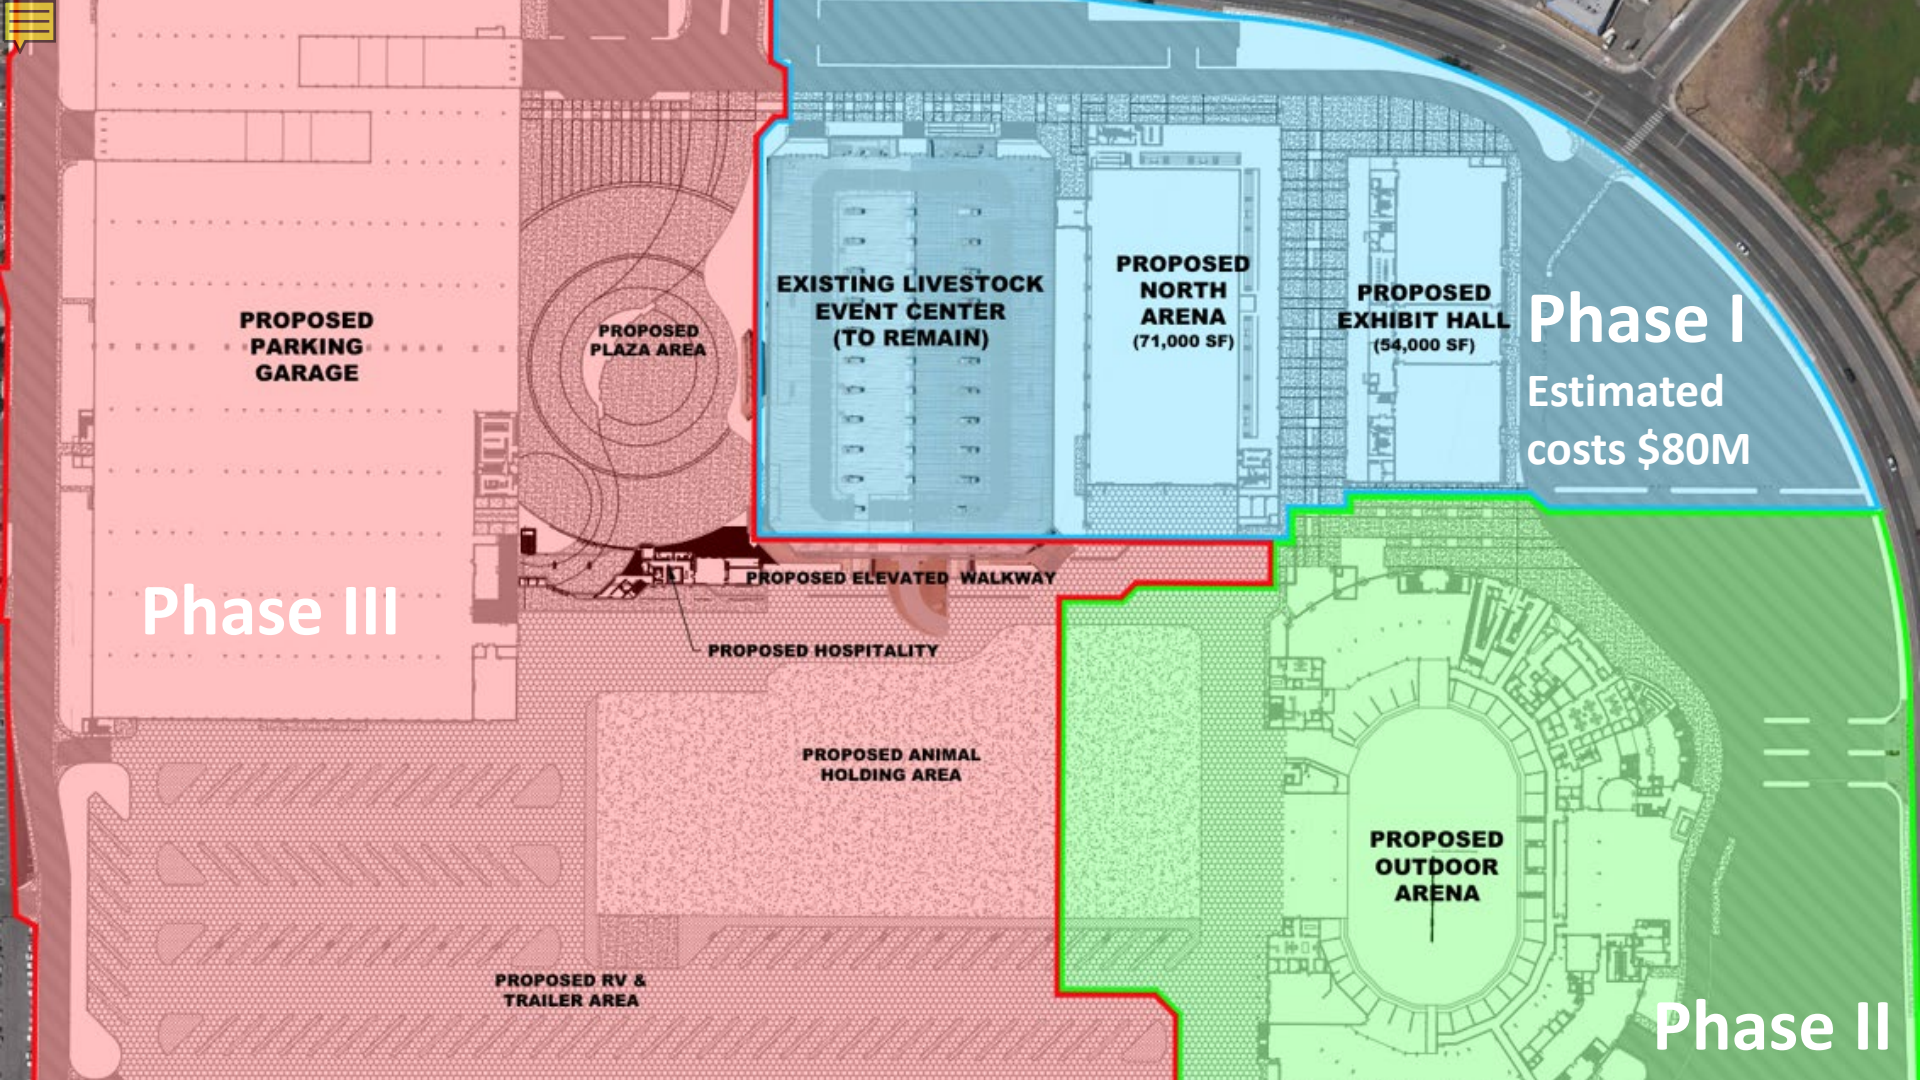 PROPOSED
PARKING
GARAGE
PROPOSED
PLAZA AREA
EXISTING LIVESTOCK
EVENT CENTER
(TO REMAIN)
PROPOSED
NORTH
ARENA
(71,000 SF)
PROPOSED
EXHIBIT HALL
(54,000 SF)
Phase I
Estimated
costs $80M
Phase III
PROPOSED ELEVATED WALKWAY
PROPOSED HOSPITALITY
PROPOSED ANIMAL
HOLDING AREA
PROPOSED
OUTDOOR
ARENA
PROPOSED RV &
TRAILER AREA
Phase II